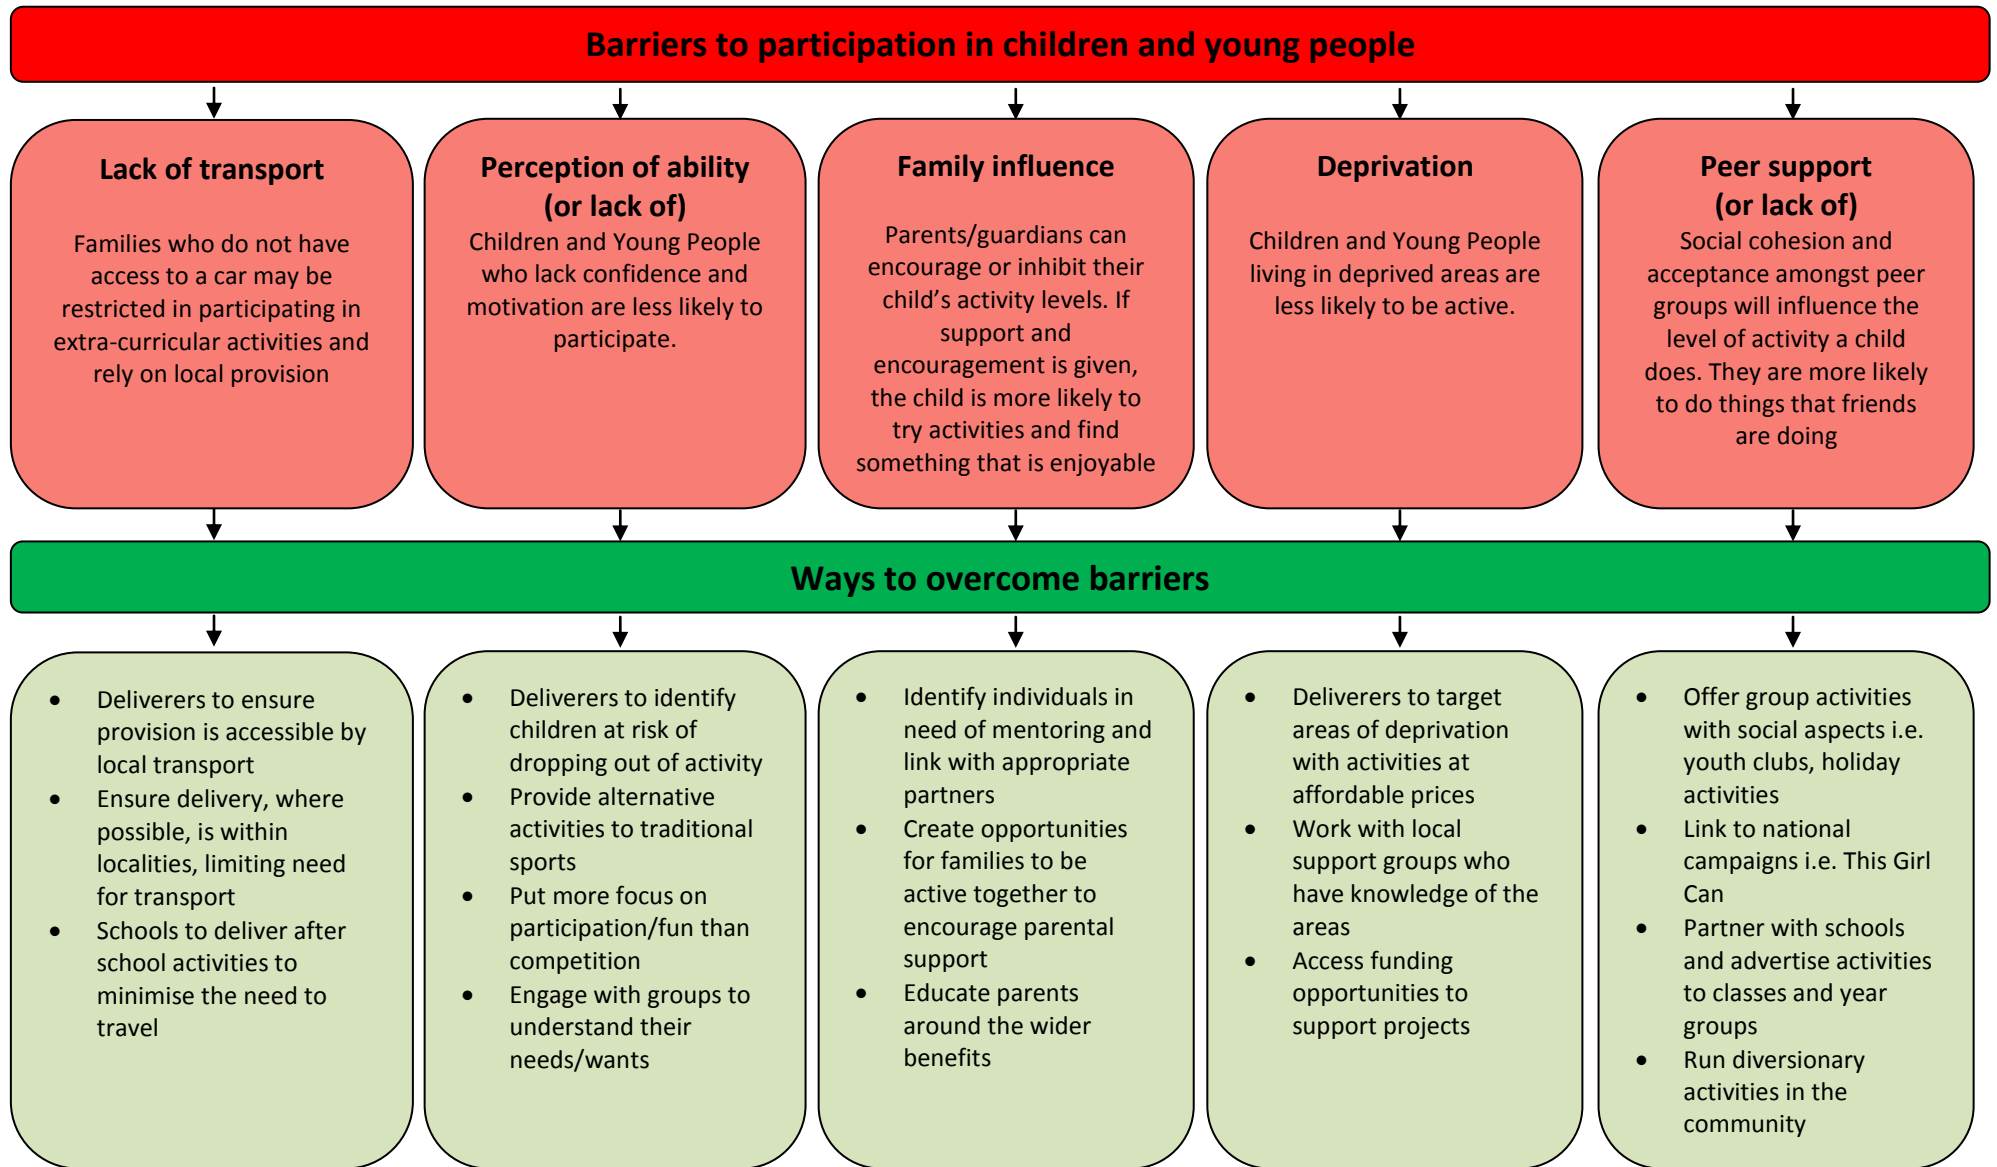 Barriers to participation in children and young people
Lack of transport
Families who do not have
access to a car may be
restricted in participating in
extra-curricular activities and
rely on local provision
Perception of ability
(or lack of)
Children and Young People
who lack confidence and
motivation are less likely to
participate.
Family influence
Parents/guardians can
encourage or inhibit their
child’s activity levels. If
support and
encouragement is given,
the child is more likely to
try activities and find
something that is enjoyable
Deprivation
Children and Young People
living in deprived areas are
less likely to be active.
Peer support
(or lack of)
Social cohesion and
acceptance amongst peer
groups will influence the
level of activity a child
does. They are more likely
to do things that friends
are doing
Ways to overcome barriers
• Deliverers to ensure
provision is accessible by
local transport
• Ensure delivery, where
possible, is within
localities, limiting need
for transport
• Schools to deliver after
school activities to
minimise the need to
travel
• Deliverers to identify
children at risk of
dropping out of activity
• Provide alternative
activities to traditional
sports
• Put more focus on
participation/fun than
competition
• Engage with groups to
understand their
needs/wants
• Identify individuals in
need of mentoring and
link with appropriate
partners
• Create opportunities
for families to be
active together to
encourage parental
support
• Educate parents
around the wider
benefits
• Deliverers to target
areas of deprivation
with activities at
affordable prices
• Work with local
support groups who
have knowledge of the
areas
• Access funding
opportunities to
support projects
• Offer group activities
with social aspects i.e.
youth clubs, holiday
activities
• Link to national
campaigns i.e. This Girl
Can
• Partner with schools
and advertise activities
to classes and year
groups
• Run diversionary
activities in the
community